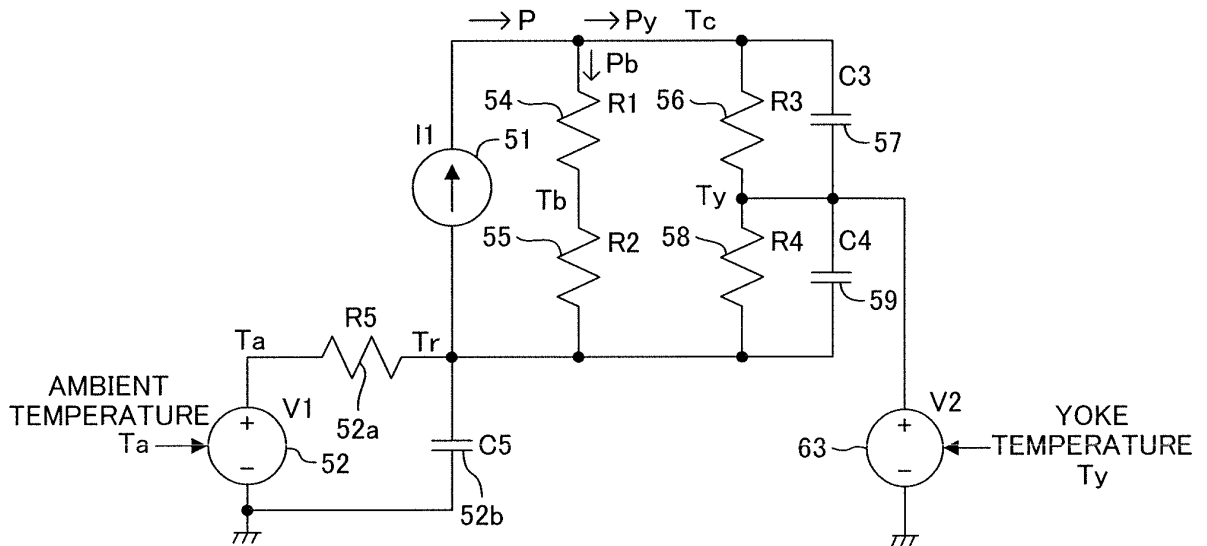 P
Py
Tc
Pb
C3
54
R1
56
R3
I1
51
57
Tb
Ty
55
R2
58
R4
C4
59
R5
Ta
Tr
AMBIENT
TEMPERATURE
Ta
V1
52
52a
C5
52b
V2
63
YOKE
TEMPERATURE
Ty